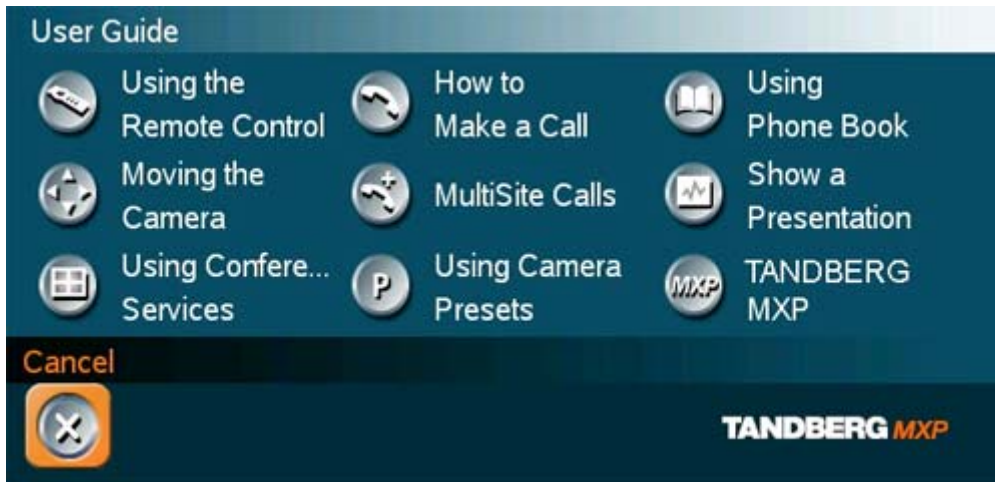 User Guide
Using the
Remote Control
How to
Make a Call
Using
Phone Book
Moving the
Camera
MultiSite Calls
Show a
Presentation
Using Confere...
Services
P
Using Camera
Presets
MXP
TANDBERG
MXP
Cancel
TANDBERG MXP